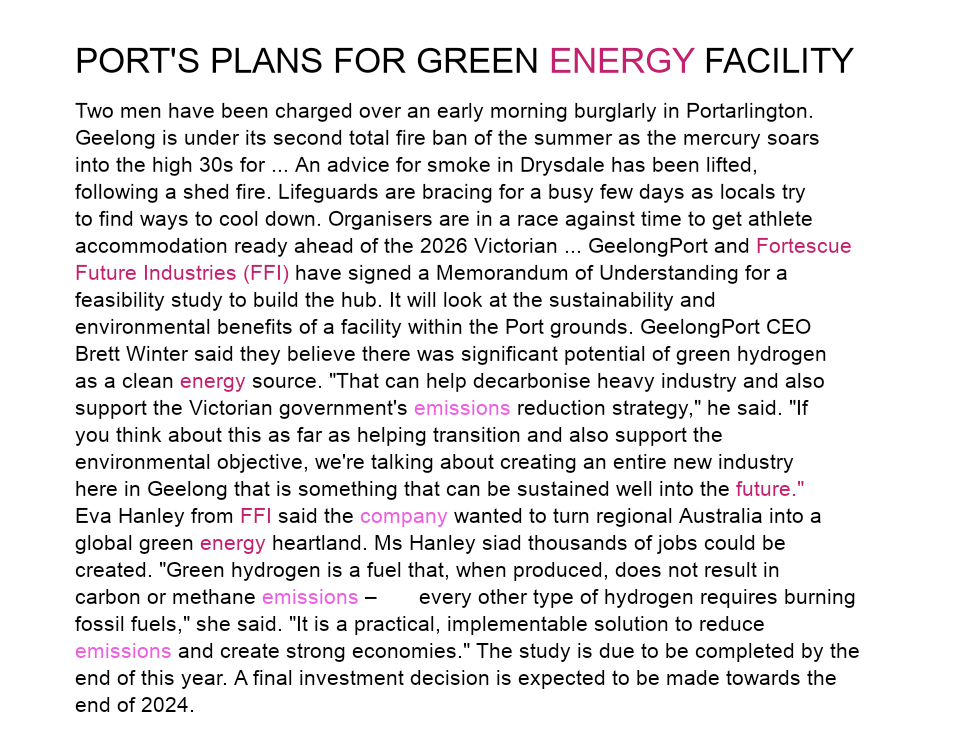 PORT'S PLANS FOR GREEN ENERGY FACILITY
Two men have been charged over an early morning burglarly in Portarlington.
Geelong is under its second total fire ban of the summer as the mercury soars
into the high 30s for ... An advice for smoke in Drysdale has been lifted,
following a shed fire. Lifeguards are bracing for a busy few days as locals try
to find ways to cool down. Organisers are in a race against time to get athlete
accommodation ready ahead of the 2026 Victorian ... GeelongPort and Fortescue
Future Industries (FFI) have signed a Memorandum of Understanding for a
feasibility study to build the hub. It will look at the sustainability and
environmental benefits of a facility within the Port grounds. GeelongPort CEO
Brett Winter said they believe there was significant potential of green hydrogen
as a clean energy source. "That can help decarbonise heavy industry and also
support the Victorian government's emissions reduction strategy," he said. "If
you think about this as far as helping transition and also support the
environmental objective, we're talking about creating an entire new industry
here in Geelong that is something that can be sustained well into the future."
Eva Hanley from FFI said the company wanted to turn regional Australia into a
global green energy heartland. Ms Hanley siad thousands of jobs could be
created. "Green hydrogen is a fuel that, when produced, does not result in
carbon or methane emissions – every other type of hydrogen requires burning
fossil fuels," she said. "It is a practical, implementable solution to reduce
emissions and create strong economies." The study is due to be completed by the
end of this year. A final investment decision is expected to be made towards the
end of 2024.